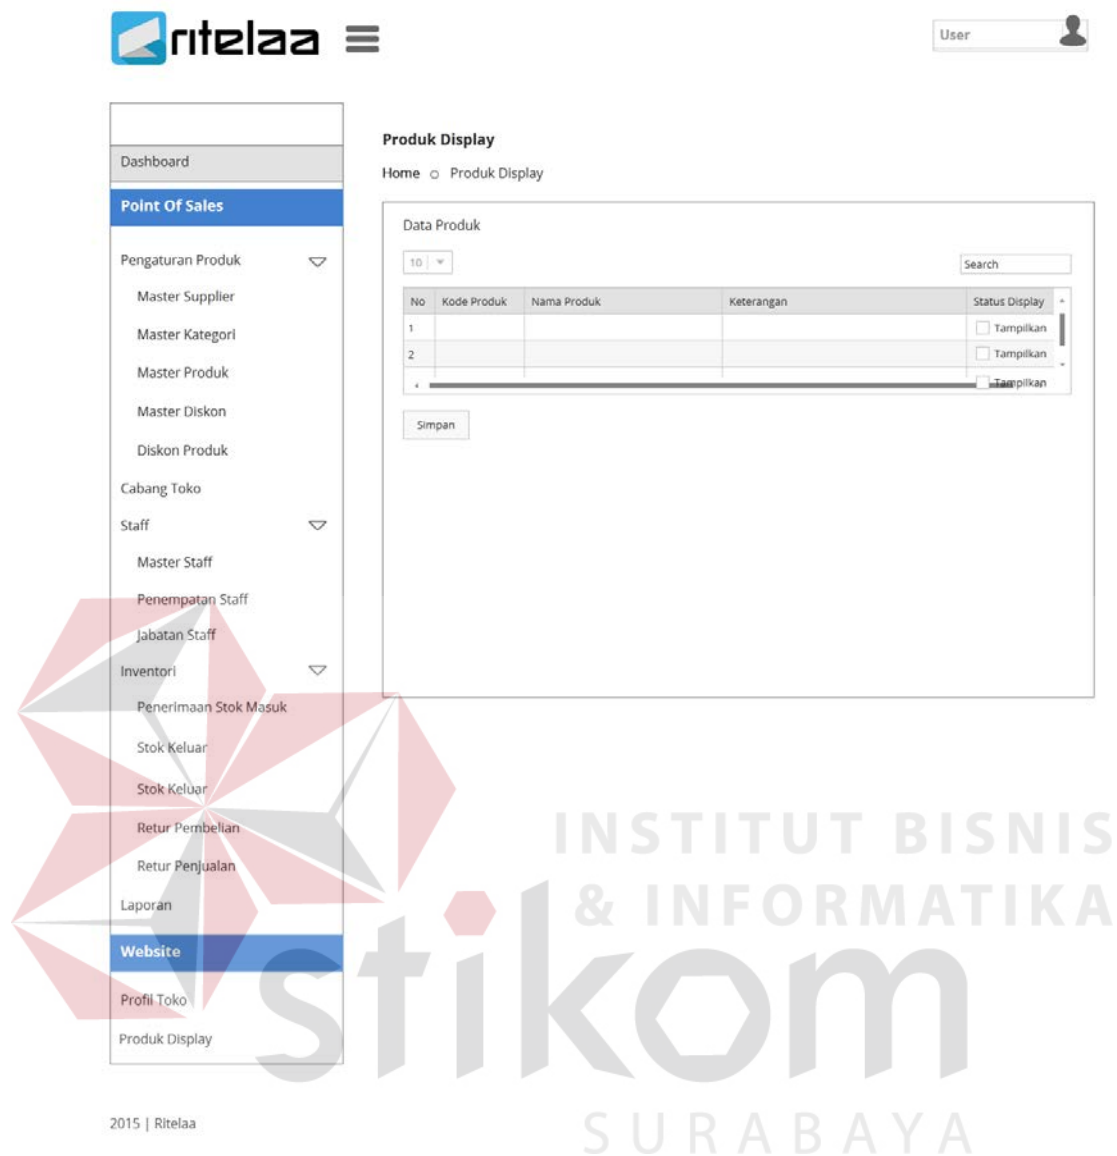 ritelaa
User
Dashboard
Point Of Sales
Pengaturan Produk
Master Supplier
Master Kategori
Master Produk
Master Diskon
Diskon Produk
Cabang Toko
Staff
Master Staff
Penempatan Staff
Jabatan Staff
Inventori
Penerimaan Stok Masuk
Stok Keluar
Stok Keluar
Retur Pembelian
Retur Penjualan
Laporan
Website
Profil Toko
Produk Display
Produk Display
Home o Produk Display
Data Produk
10
Search
No Kode Produk Nama Produk Keterangan Status Display
1 Tampilkan
2 Tampilkan
Tampilkan
Simpan
INSTITUT BISNIS
& INFORMATIKA
stikom
SURABAYA
2015 | Ritelaa